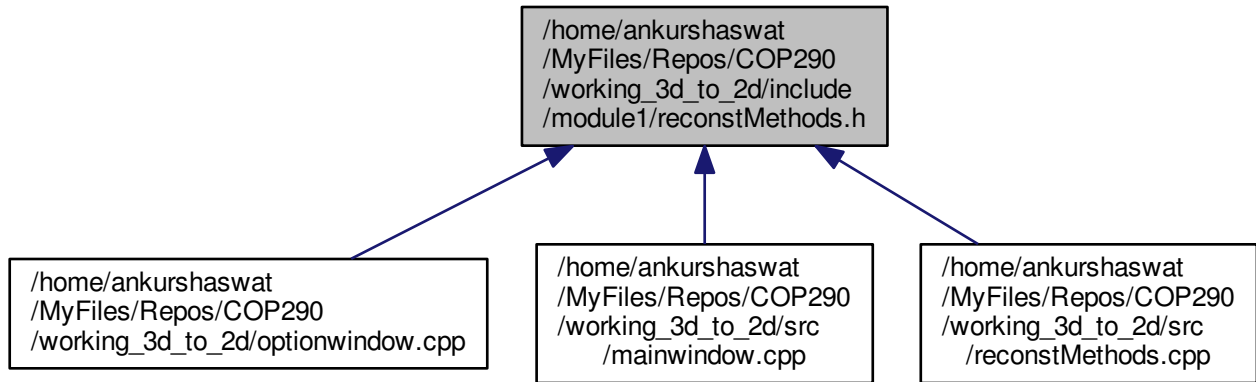 /home/ankurshaswat
/MyFiles/Repos/COP290
/working_3d_to_2d/include
/module1/reconstMethods.h
/home/ankurshaswat
/MyFiles/Repos/COP290
/working_3d_to_2d/optionwindow.cpp
/home/ankurshaswat
/MyFiles/Repos/COP290
/working_3d_to_2d/src
/mainwindow.cpp
/home/ankurshaswat
/MyFiles/Repos/COP290
/working_3d_to_2d/src
/reconstMethods.cpp